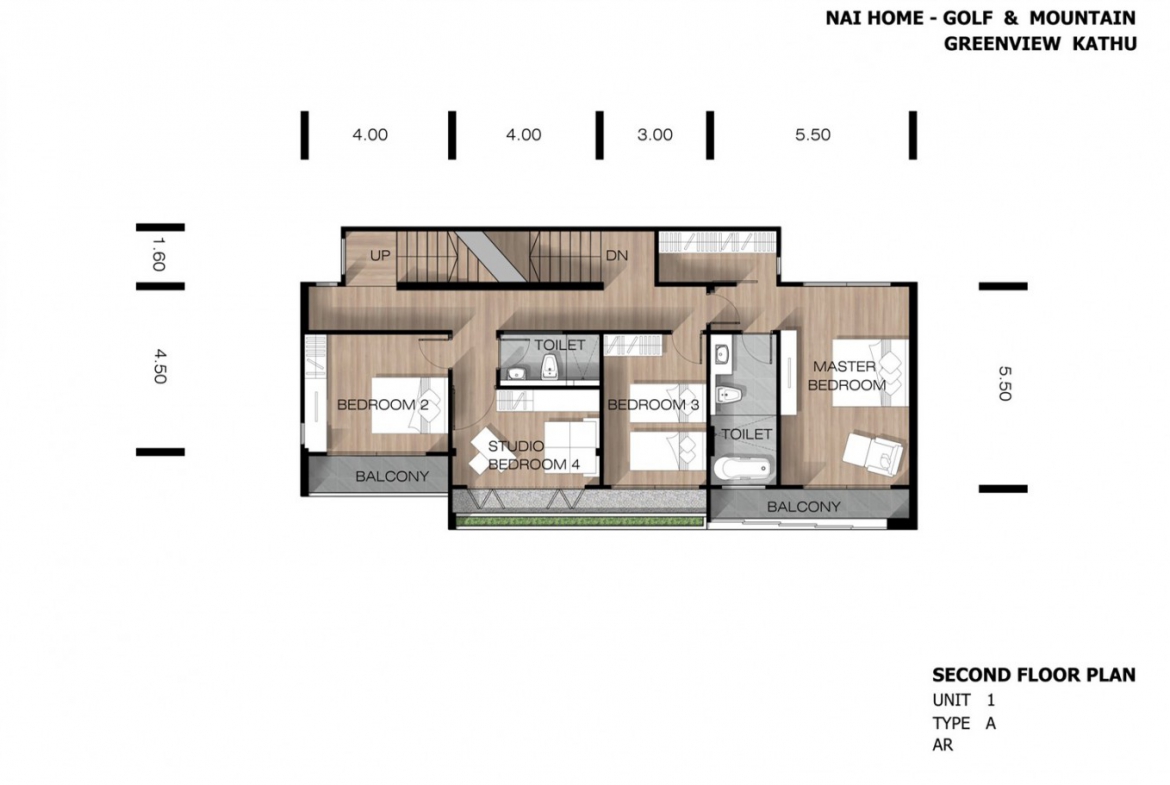 NAI HOME - GOLF & MOUNTAIN
GREENVIEW KATHU
4.00
4.00
3.00
5.50
1.60
4.50
5.50
UP
DN
TOILET
BEDROOM 2
STUDIO
BEDROOM 4
BEDROOM 3
TOILET
MASTER
BEDROOM
BALCONY
BALCONY
SECOND FLOOR PLAN
UNIT 1
TYPE A
AR